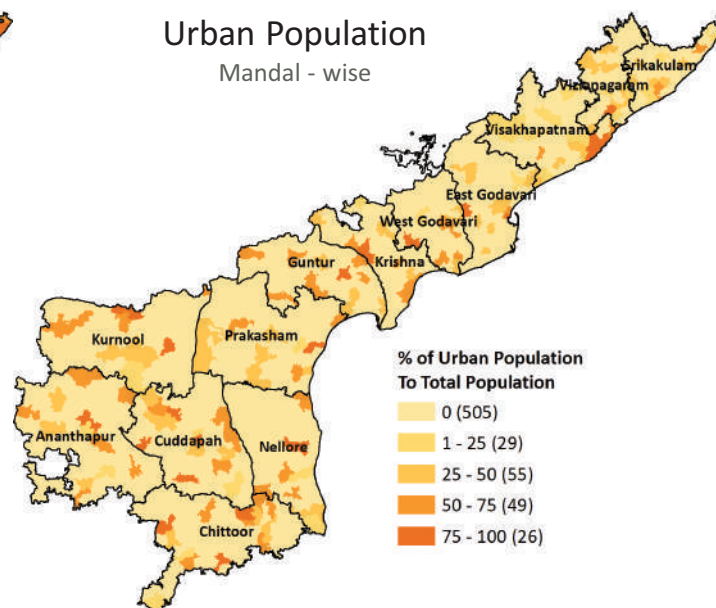 Urban Population
Mandal - wise
Srikakulam
Vizianagaram
Visakhapatnam
East Godavari
West Godavari
Guntur
Krishna
Kurnool
Prakasham
Ananthapur
Cuddapah
Nellore
Chittoor
% of Urban Population
To Total Population
0 (505)
1 - 25 (29)
25 - 50 (55)
50 - 75 (49)
75 - 100 (26)